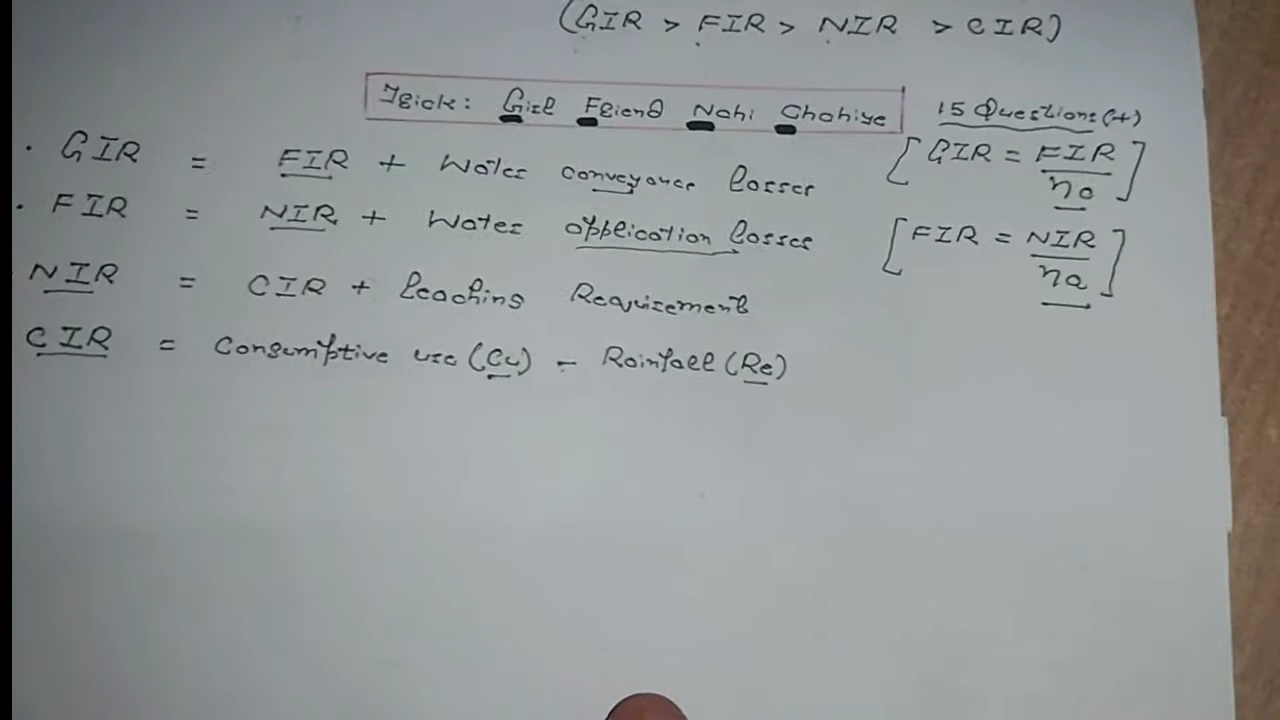 (GIR > FIR > NIR > CIR)
Trick: Girl Friend Nahi Chahiye 15 Questions (+)
• GIR = FIR + Water conveyance losses [GIR = FIR/ηc]
• FIR = NIR + Water application losses [FIR = NIR/ηa]
NIR = CIR + leaching Requirement
CIR = Consumptive use (Cu) - Rainfall (Re)